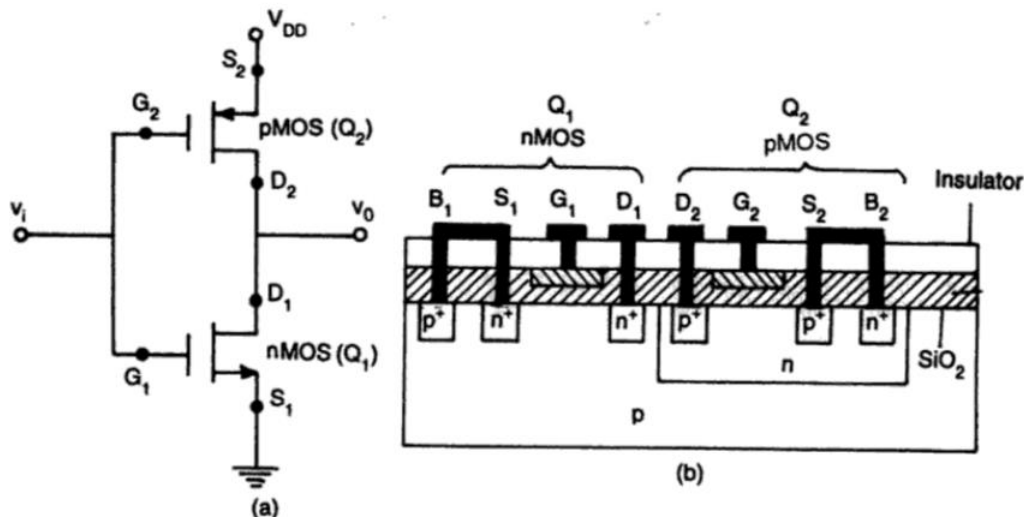 V_DD
S_2
G_2
pMOS (Q_2)
D_2
v_i
v_0
D_1
nMOS (Q_1)
G_1
S_1
(a)
Q_1
nMOS
Q_2
pMOS
Insulator
B_1 S_1 G_1 D_1 D_2 G_2 S_2 B_2
p^+ n^+ n^+ p^+ p^+ n^+
n
SiO_2
p
(b)